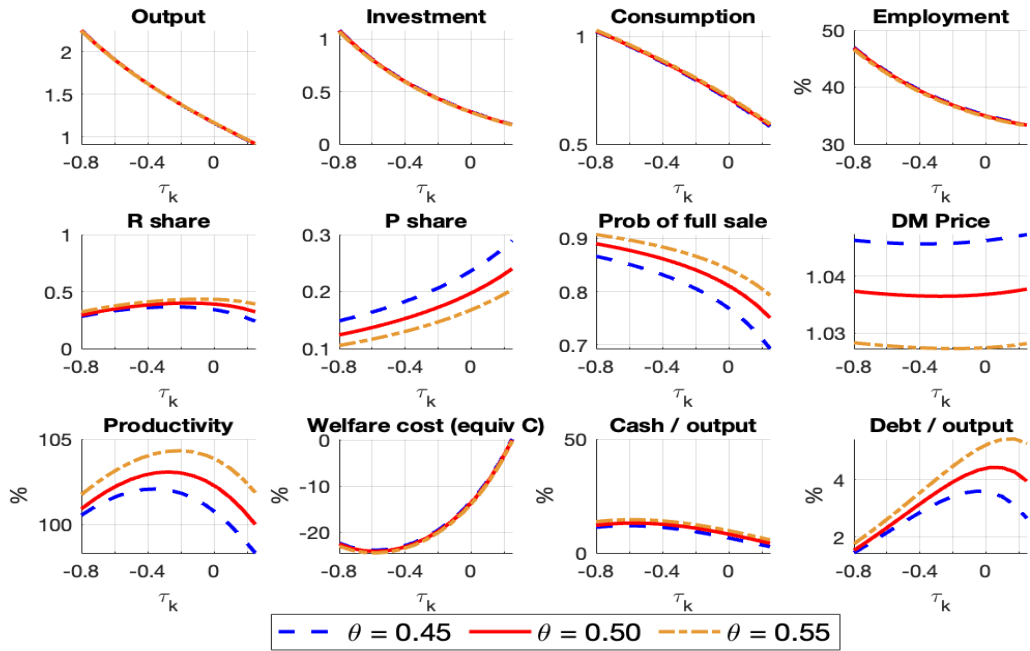 Output Investment Consumption Employment
2 1.5 1
1 0.5 0
1 0.5
% 50 40 30
-0.8 -0.4 0 -0.8 -0.4 0 -0.8 -0.4 0 -0.8 -0.4 0
τk τk τk τk
R share P share Prob of full sale DM Price
1 0.5 0
0.3 0.2 0.1
0.9 0.8 0.7
1.04 1.03
-0.8 -0.4 0 -0.8 -0.4 0 -0.8 -0.4 0 -0.8 -0.4 0
τk τk τk τk
Productivity Welfare cost (equiv C) Cash / output Debt / output
% 105 100
% 0 -10 -20
% 50 0
% 4 2
-0.8 -0.4 0 -0.8 -0.4 0 -0.8 -0.4 0 -0.8 -0.4 0
τk τk τk τk
θ = 0.45 θ = 0.50 θ = 0.55